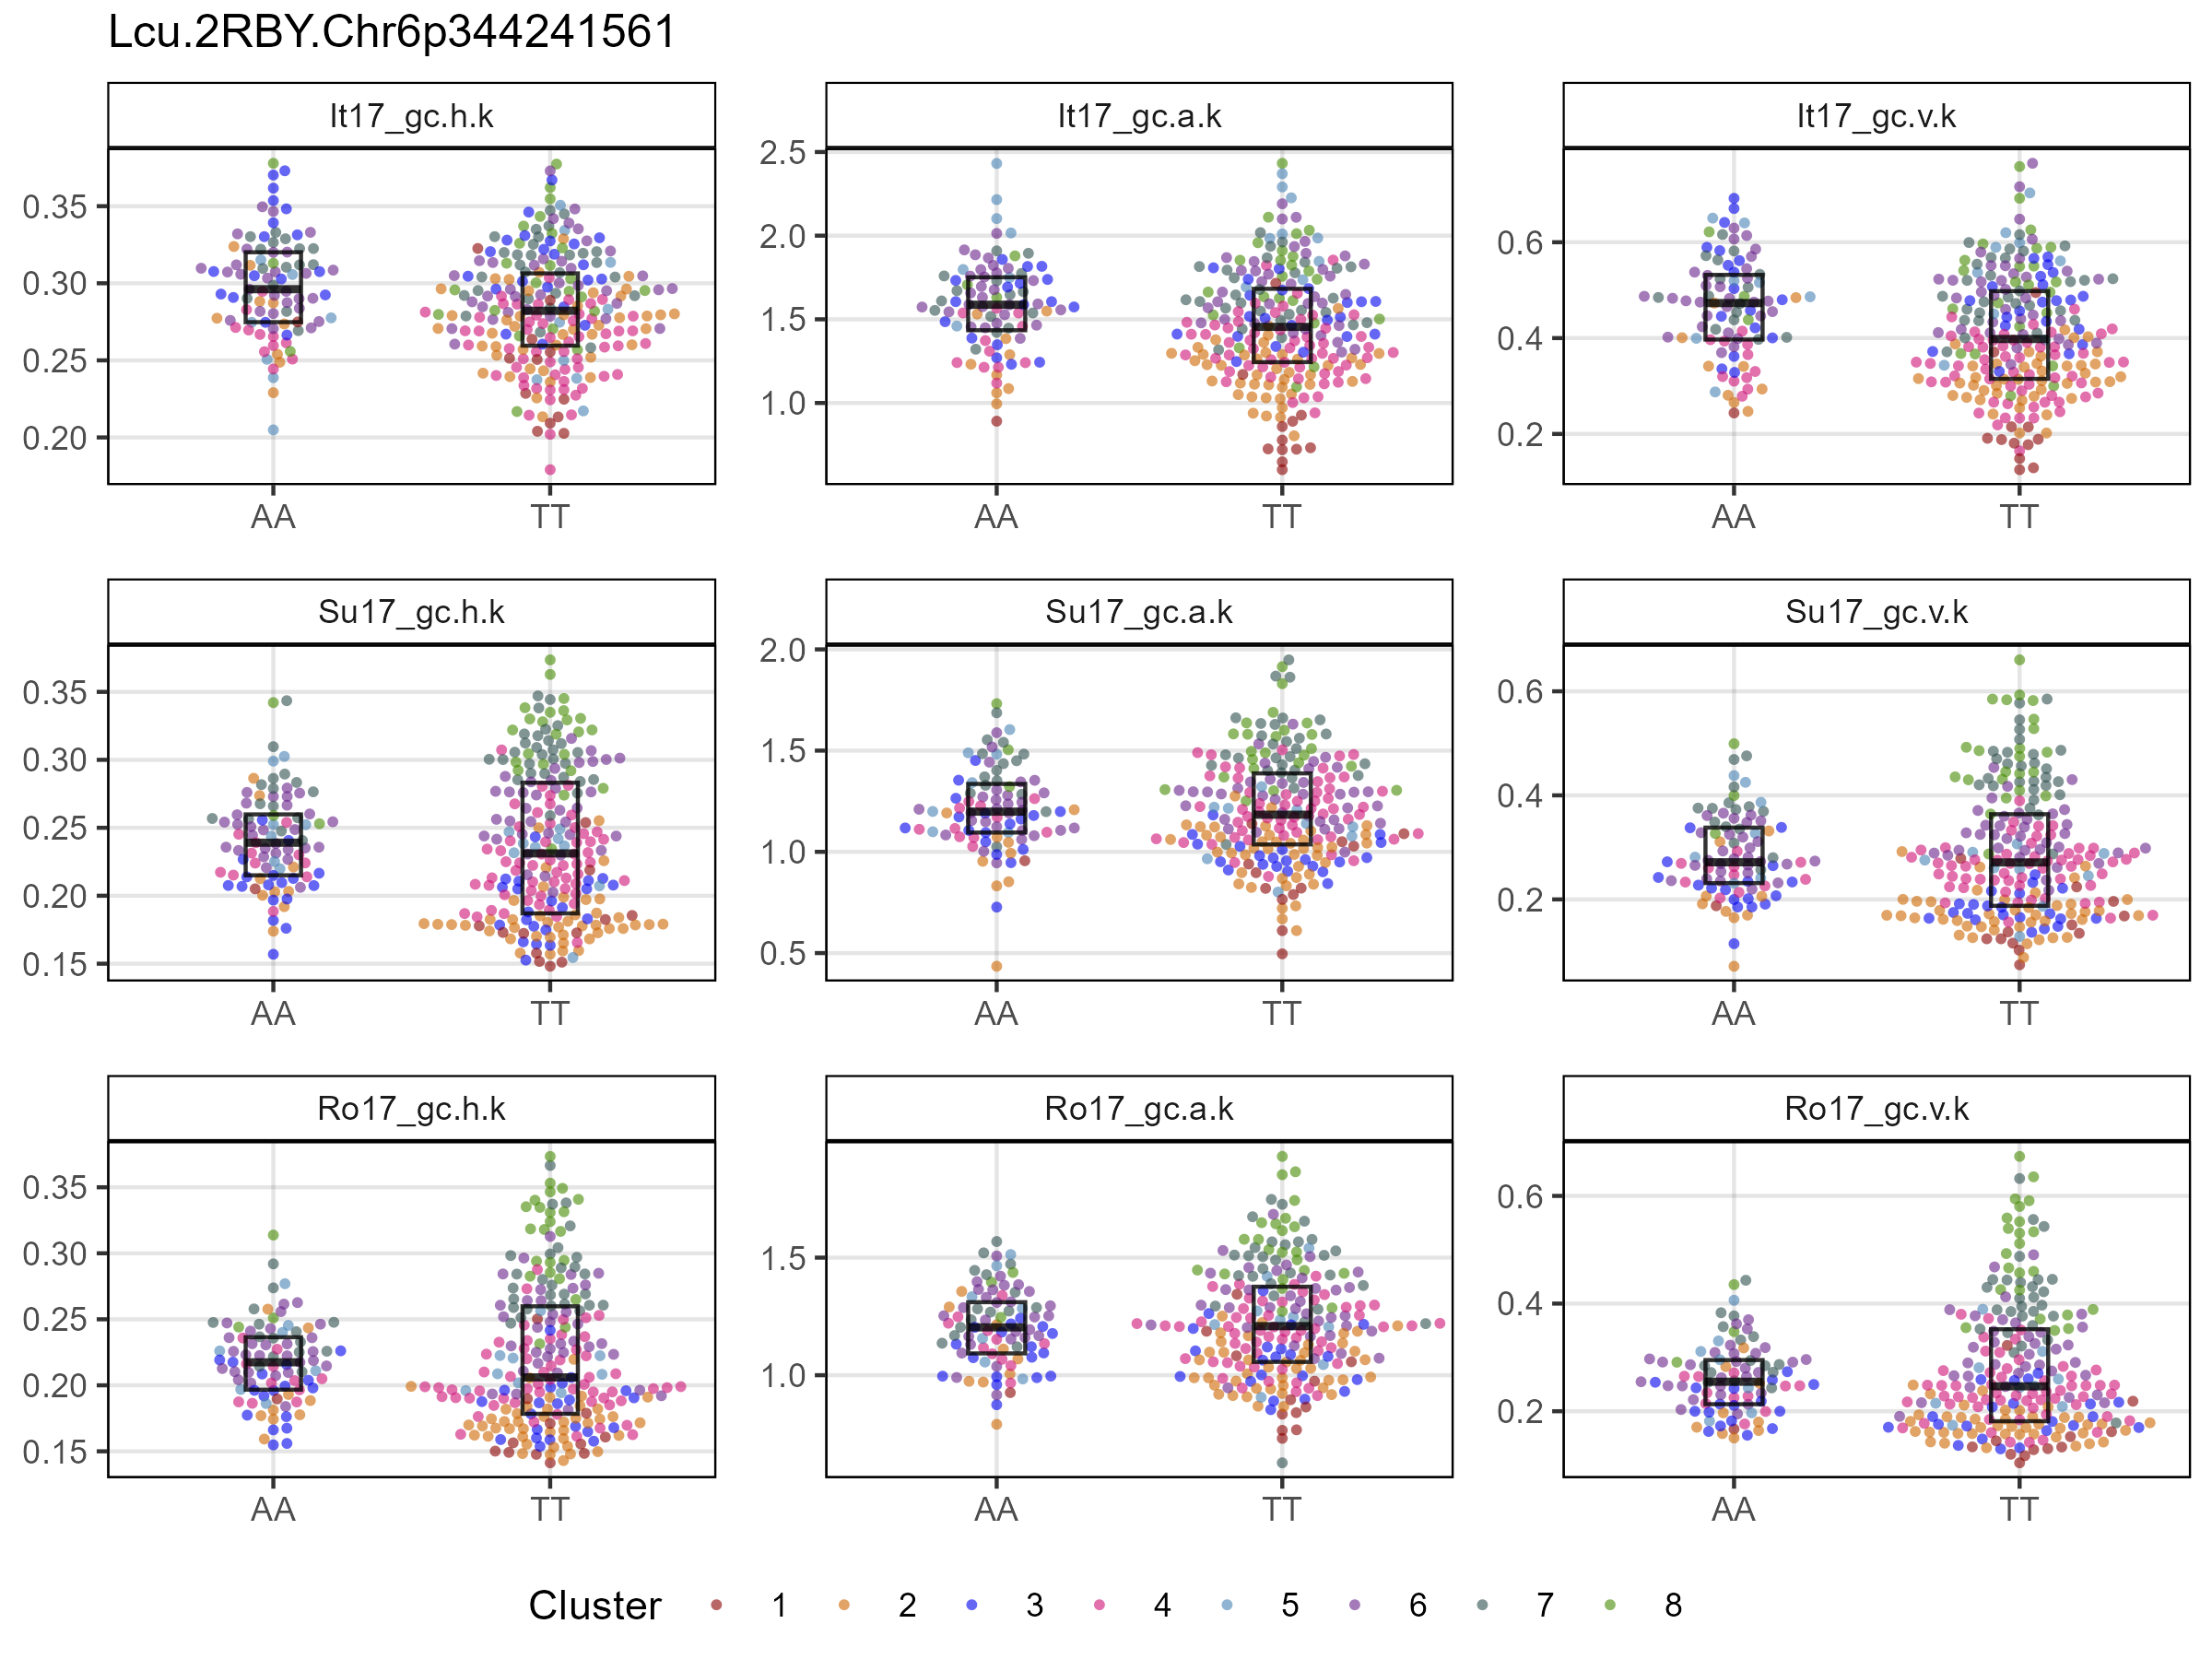 Lcu.2RBY.Chr6p344241561
It17_gc.h.k
It17_gc.a.k
It17_gc.v.k
0.35
0.30
0.25
0.20
AA
TT
2.5
2.0
1.5
1.0
AA
TT
0.6
0.4
0.2
AA
TT
Su17_gc.h.k
Su17_gc.a.k
Su17_gc.v.k
0.35
0.30
0.25
0.20
0.15
AA
TT
2.0
1.5
1.0
0.5
AA
TT
0.6
0.4
0.2
AA
TT
Ro17_gc.h.k
Ro17_gc.a.k
Ro17_gc.v.k
0.35
0.30
0.25
0.20
0.15
AA
TT
1.5
1.0
AA
TT
0.6
0.4
0.2
AA
TT
Cluster 1 2 3 4 5 6 7 8